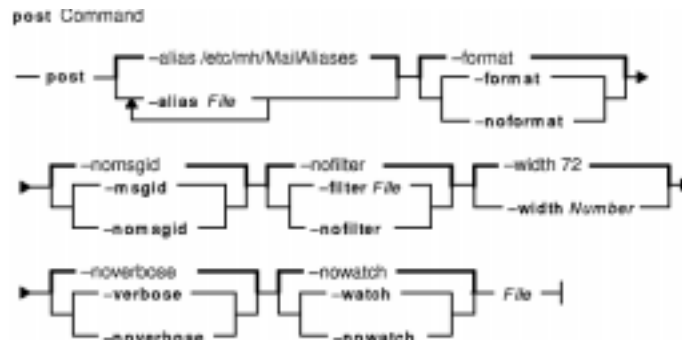 post Command
–alias /etc/mh/MailAliases –format
post –format
–alias File
–noformat
–nomsgid –nofilter –width 72
–msgid –filter File
–width Number
–nomsgid –nofilter
–noverbose –nowatch
–verbose –watch File
–noverbose –nowatch